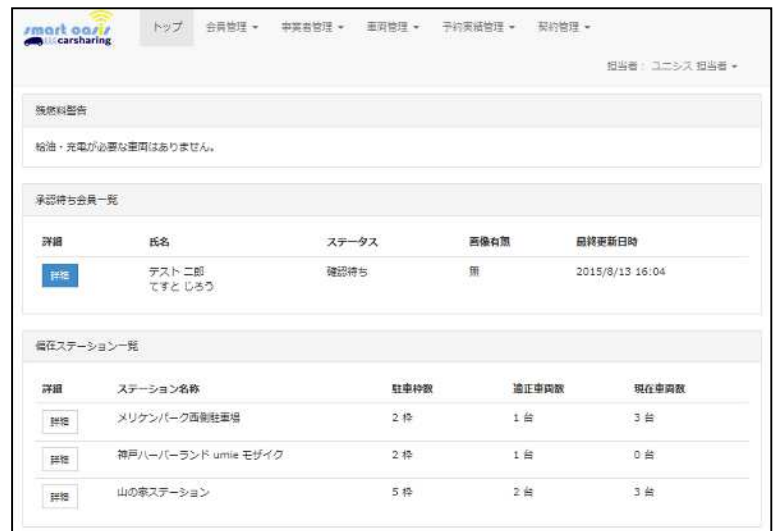 smart oasis
carsharing
トップ 会員管理 事業者管理 車両管理 予約実績管理 契約管理
担当者： ユニシス 担当者
残燃料警告
給油・充電が必要な車両はありません。
承認待ち会員一覧
詳細 氏名 ステータス 画像有無 最終更新日時
詳細 テスト 二郎 確認待ち 無 2015/8/13 16:04
てすと じろう
偏在ステーション一覧
詳細 ステーション名称 駐車枠数 適正車両数 現在車両数
詳細 メリケンパーク西側駐車場 2 枠 1 台 3 台
詳細 神戸ハーバーランド umie モザイク 2 枠 1 台 0 台
詳細 山の家ステーション 5 枠 2 台 3 台